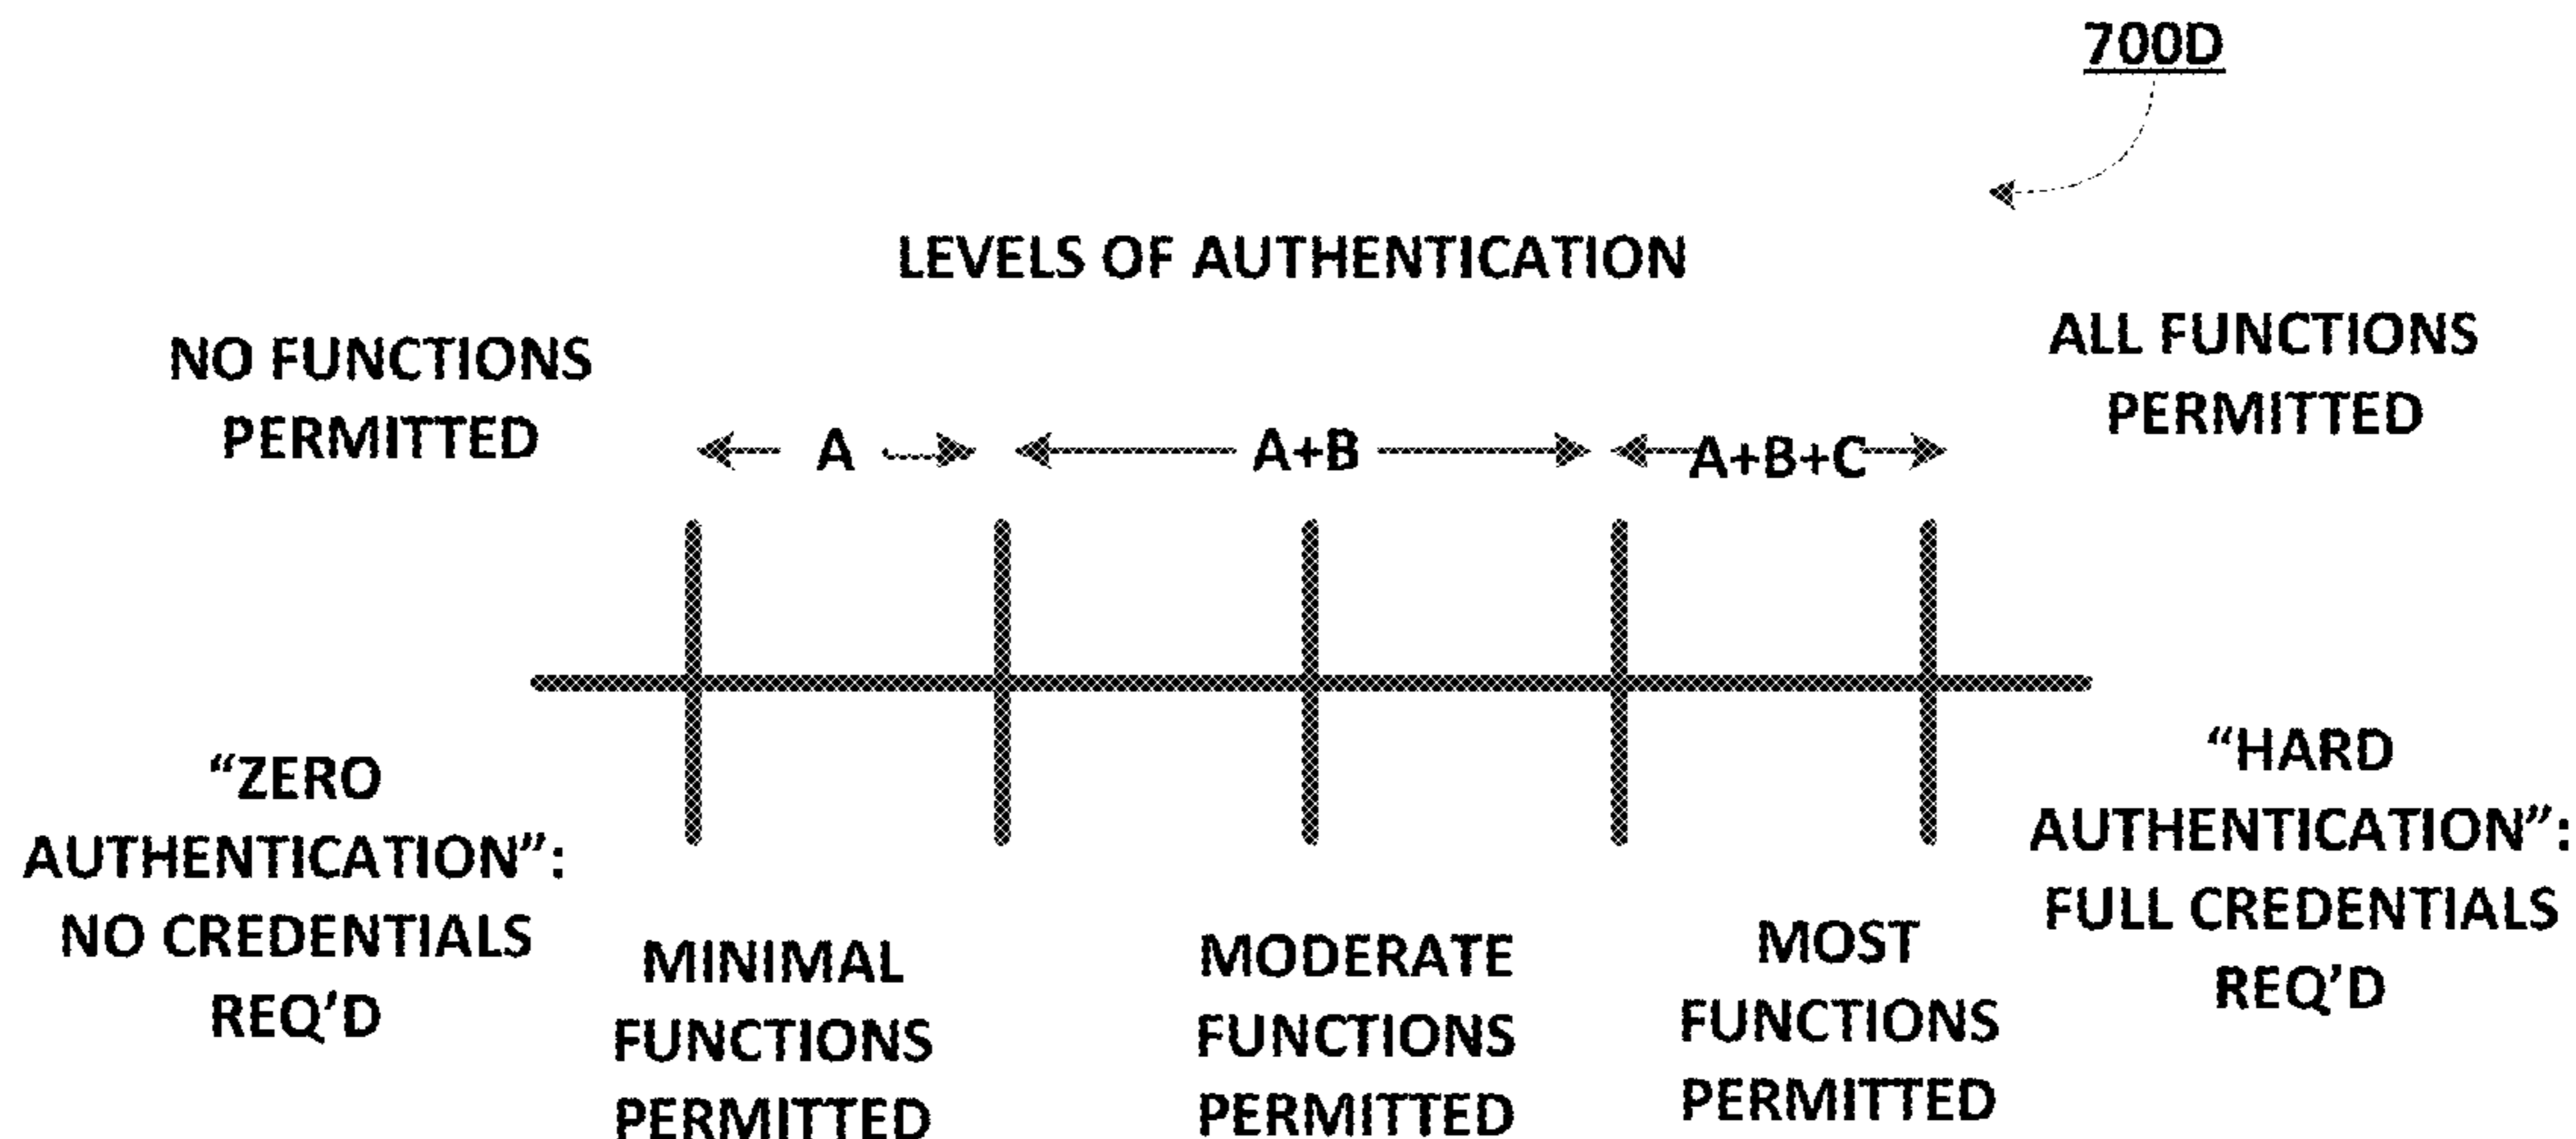 700D
LEVELS OF AUTHENTICATION
NO FUNCTIONS
PERMITTED
ALL FUNCTIONS
PERMITTED
A
A+B
A+B+C
“ZERO
AUTHENTICATION”:
NO CREDENTIALS
REQ’D
MINIMAL
FUNCTIONS
PERMITTED
MODERATE
FUNCTIONS
PERMITTED
MOST
FUNCTIONS
PERMITTED
“HARD
AUTHENTICATION”:
FULL CREDENTIALS
REQ’D